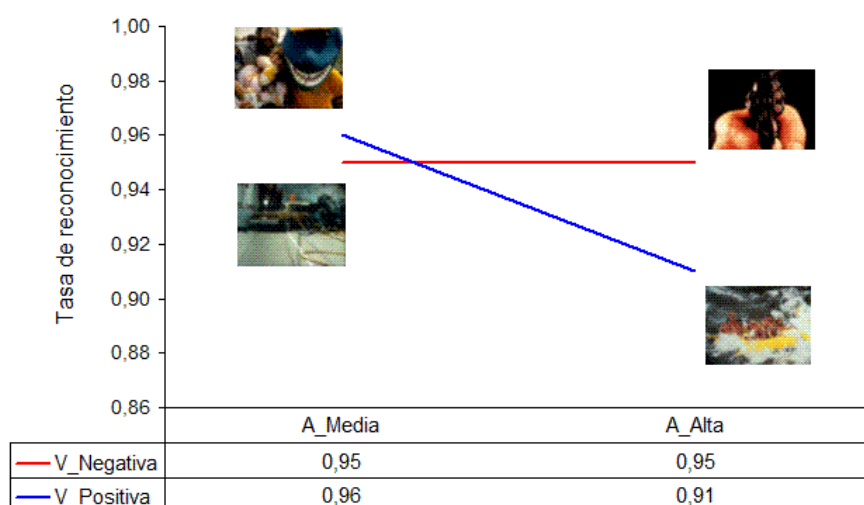 Tasa de reconocimiento
1,00
0,98
0,96
0,94
0,92
0,90
0,88
0,86
A_Media A_Alta
V_Negativa 0,95 0,95
V_Positiva 0,96 0,91